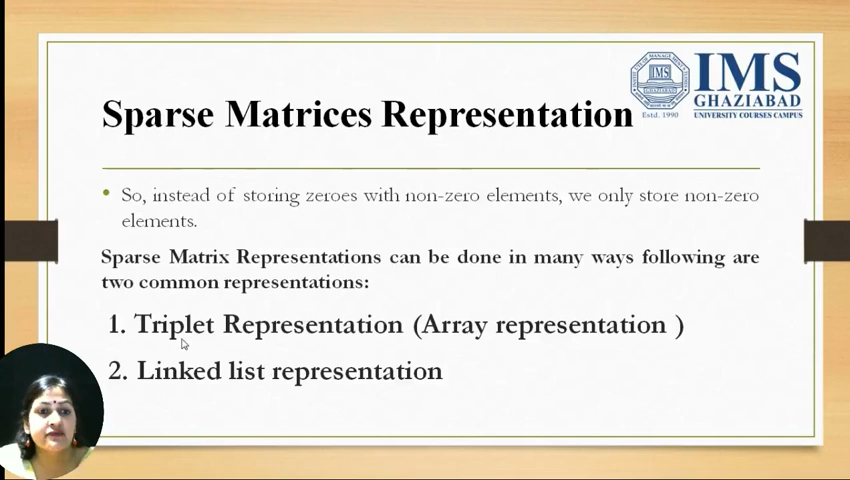 IMS
GHAZIABAD
UNIVERSITY COURSES CAMPUS
IMS
Estd. 1990
Sparse Matrices Representation
• So, instead of storing zeroes with non-zero elements, we only store non-zero
elements.
Sparse Matrix Representations can be done in many ways following are
two common representations:
1. Triplet Representation (Array representation )
2. Linked list representation